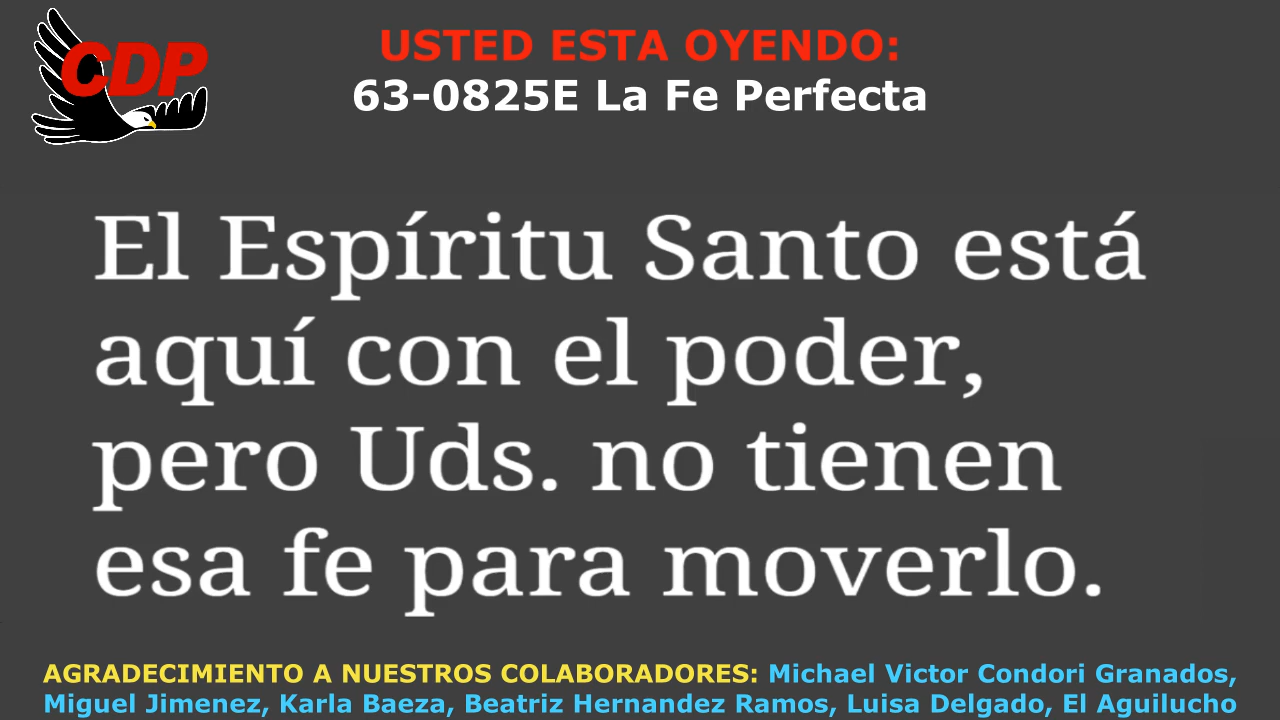 CDP
USTED ESTA OYENDO:
63-0825E La Fe Perfecta
El Espíritu Santo está
aquí con el poder,
pero Uds. no tienen
esa fe para moverlo.
AGRADECIMIENTO A NUESTROS COLABORADORES: Michael Victor Condori Granados,
Miguel Jimenez, Karla Baeza, Beatriz Hernandez Ramos, Luisa Delgado, El Aguilucho